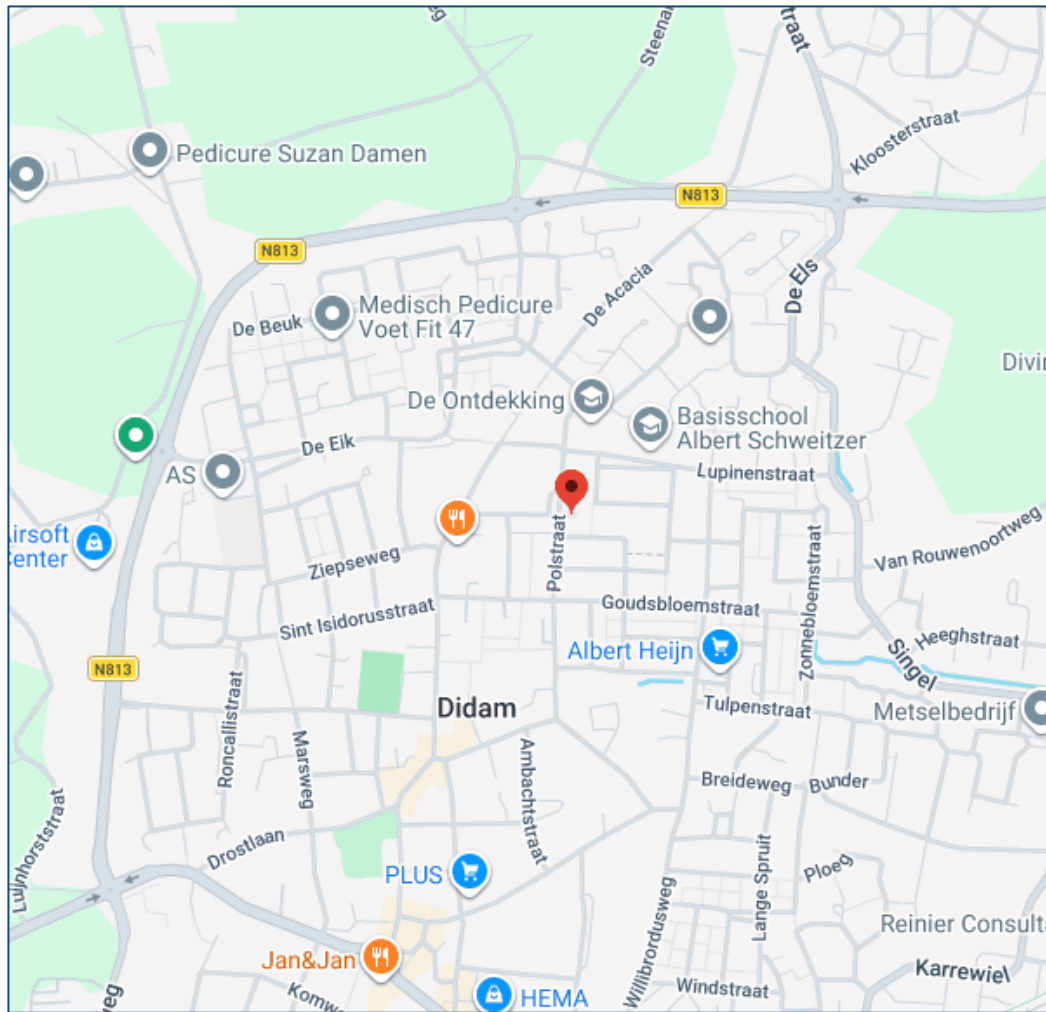 Steenar
Kloosterstraat
Pedicure Suzan Damen
N813
N813
De Els
De Acacia
Medisch Pedicure
Voet Fit 47
De Beuk
De Ontdekking
Basisschool
Albert Schweitzer
De Eik
AS
Lupinenstraat
Airsoft
Center
Polstraat
Ziepseweg
Van Rouwenoortweg
Sint Isidorusstraat
Goudsbloemstraat
Zonnebloemstraat
Heeghstraat
Albert Heijn
Singel
N813
Didam
Tulpenstraat
Metselbedrijf
Roncallistraat
Marsweg
Ambachtstraat
Breideweg
Bunder
Luijnhorststraat
Drostlaan
PLUS
Lange Spruit
Ploeg
Willibrordusweg
Reinier Consulta
Jan&Jan
Karrewiel
Windstraat
HEMA